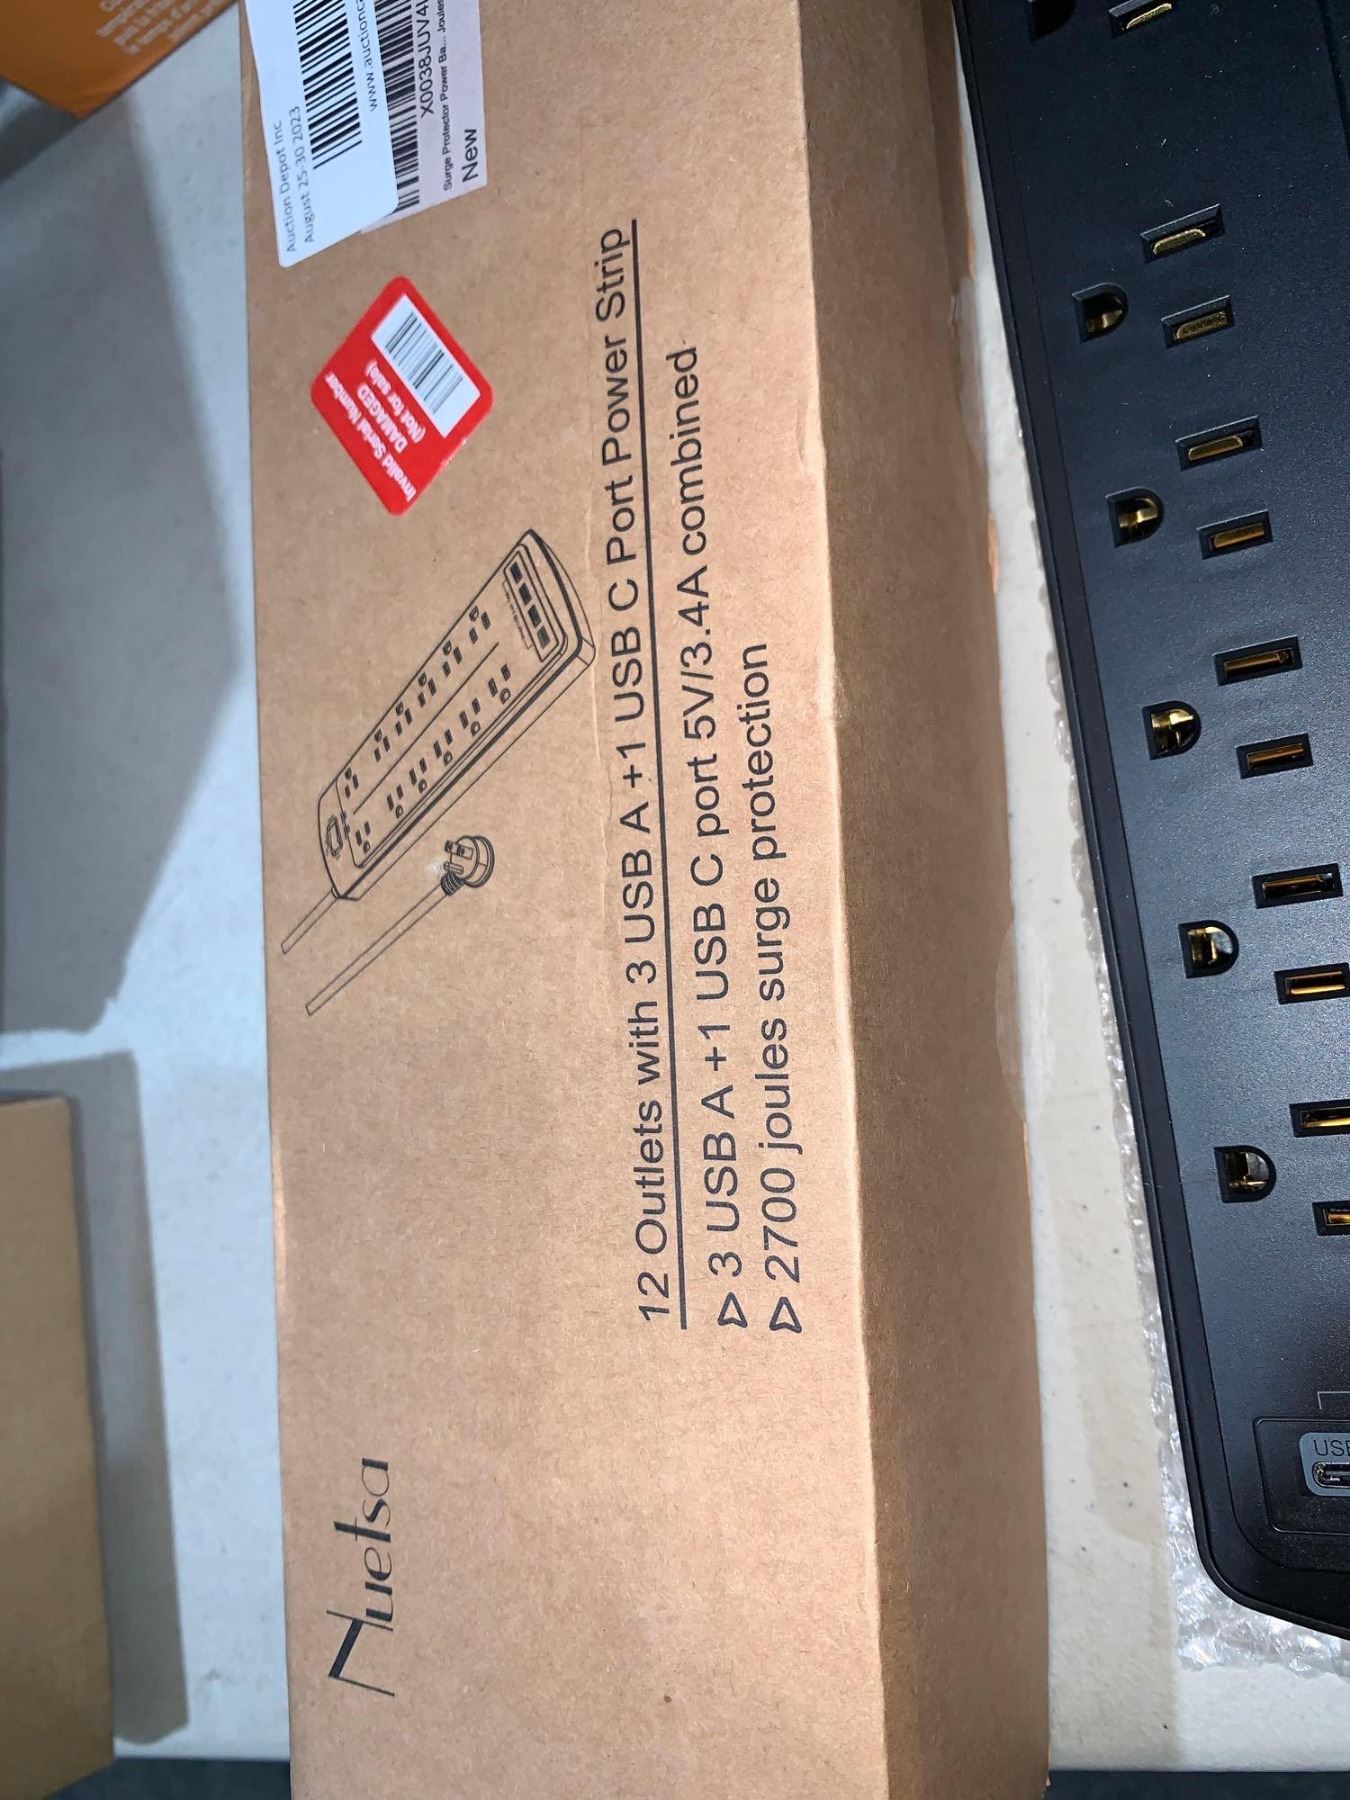 Auction Depot Inc
August 25-30 2023
www.auction
X0038JUV4
Surge Protector Power Ba... Joules
New
Invalid Serial Number
DAMAGED
(Not for sale)
12 Outlets with 3 USB A +1 USB C Port Power Strip
▷ 3 USB A +1 USB C port 5V/3.4A combined
▷ 2700 joules surge protection
Huetsa
USB